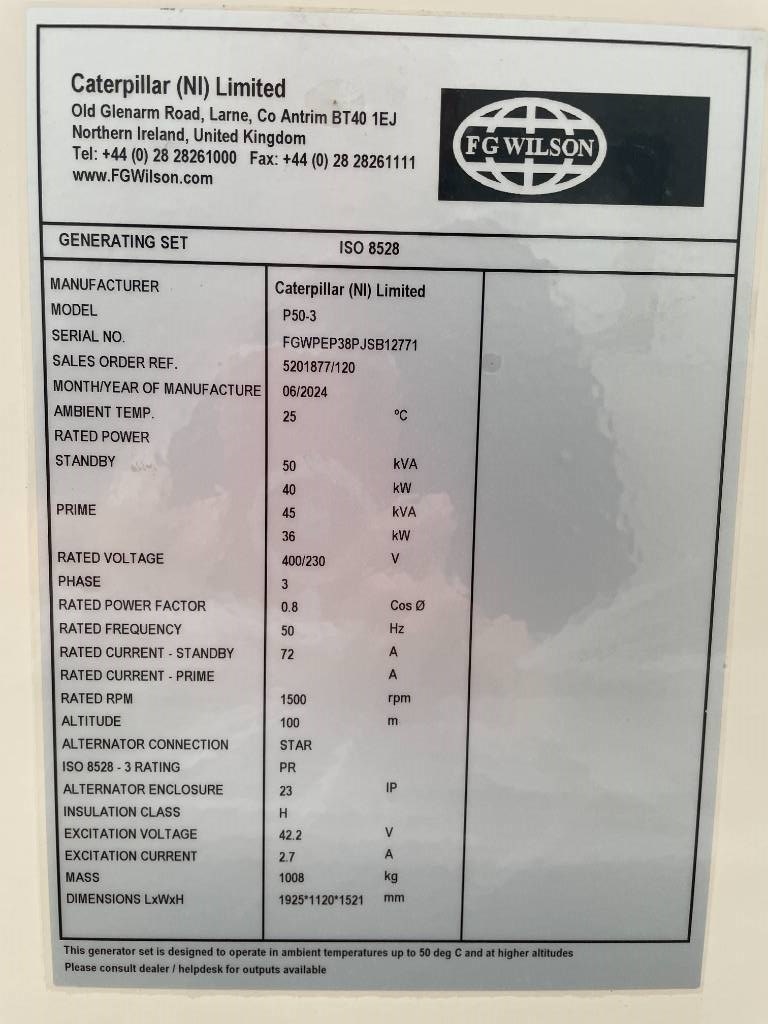 Caterpillar (NI) Limited
Old Glenarm Road, Larne, Co Antrim BT40 1EJ
Northern Ireland, United Kingdom
Tel: +44 (0) 28 28261000 Fax: +44 (0) 28 28261111
www.FGWilson.com
FG WILSON
GENERATING SET ISO 8528
MANUFACTURER Caterpillar (NI) Limited
MODEL P50-3
SERIAL NO. FGWPEP38PJSB12771
SALES ORDER REF. 5201877/120
MONTH/YEAR OF MANUFACTURE 06/2024
AMBIENT TEMP. 25 ºC
RATED POWER
STANDBY 50 kVA
40 kW
PRIME 45 kVA
36 kW
RATED VOLTAGE 400/230 V
PHASE 3
RATED POWER FACTOR 0.8 Cos Ø
RATED FREQUENCY 50 Hz
RATED CURRENT - STANDBY 72 A
RATED CURRENT - PRIME A
RATED RPM 1500 rpm
ALTITUDE 100 m
ALTERNATOR CONNECTION STAR
ISO 8528 - 3 RATING PR
ALTERNATOR ENCLOSURE 23 IP
INSULATION CLASS H
EXCITATION VOLTAGE 42.2 V
EXCITATION CURRENT 2.7 A
MASS 1008 kg
DIMENSIONS LxWxH 1925*1120*1521 mm
This generator set is designed to operate in ambient temperatures up to 50 deg C and at higher altitudes
Please consult dealer / helpdesk for outputs available